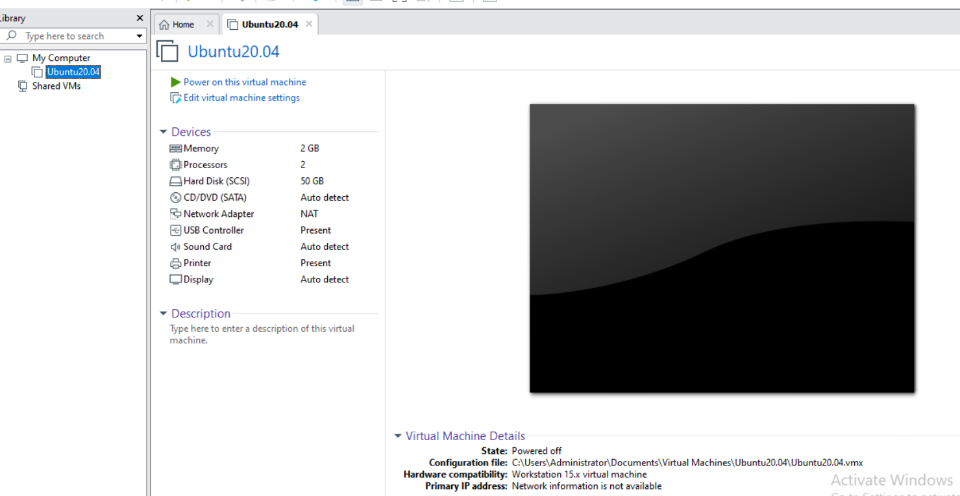 Library
Type here to search
My Computer
Ubuntu20.04
Shared VMs
Home
Ubuntu20.04
Ubuntu20.04
Power on this virtual machine
Edit virtual machine settings
Devices
Memory 2 GB
Processors 2
Hard Disk (SCSI) 50 GB
CD/DVD (SATA) Auto detect
Network Adapter NAT
USB Controller Present
Sound Card Auto detect
Printer Present
Display Auto detect
Description
Type here to enter a description of this virtual
machine.
Virtual Machine Details
State: Powered off
Configuration file: C:\Users\Administrator\Documents\Virtual Machines\Ubuntu20.04\Ubuntu20.04.vmx
Hardware compatibility: Workstation 15.x virtual machine
Primary IP address: Network information is not available
Activate Windows